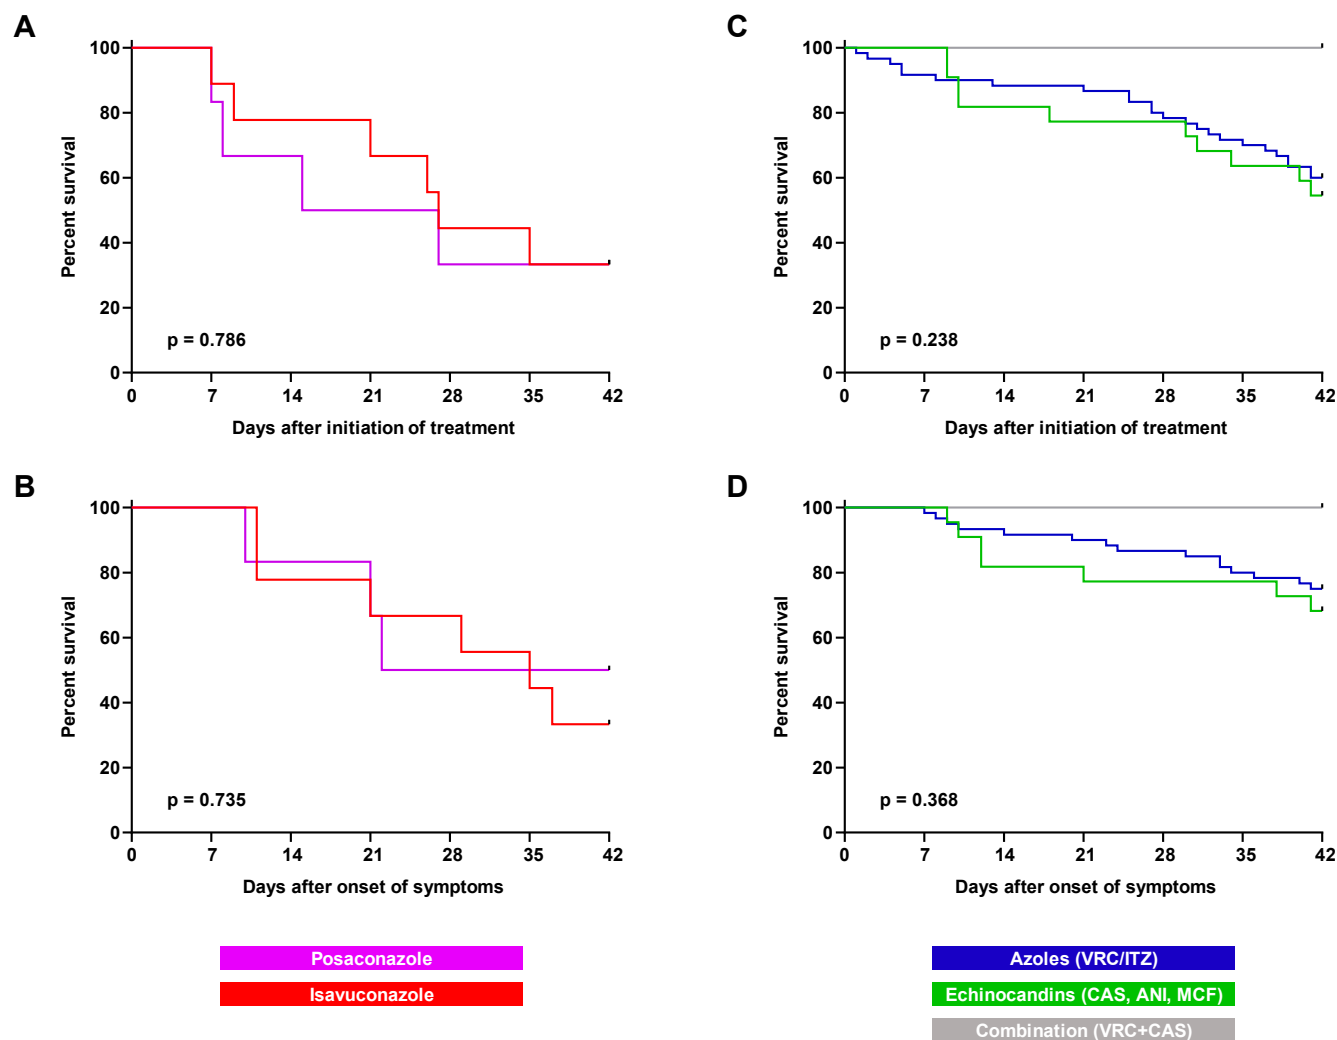 A
100
80
60
40
20
0
Percent survival
p = 0.786
0 7 14 21 28 35 42
Days after initiation of treatment
B
100
80
60
40
20
0
Percent survival
p = 0.735
0 7 14 21 28 35 42
Days after onset of symptoms
Posaconazole
Isavuconazole
C
100
80
60
40
20
0
Percent survival
p = 0.238
0 7 14 21 28 35 42
Days after initiation of treatment
D
100
80
60
40
20
0
Percent survival
p = 0.368
0 7 14 21 28 35 42
Days after onset of symptoms
Azoles (VRC/ITZ)
Echinocandins (CAS, ANI, MCF)
Combination (VRC+CAS)